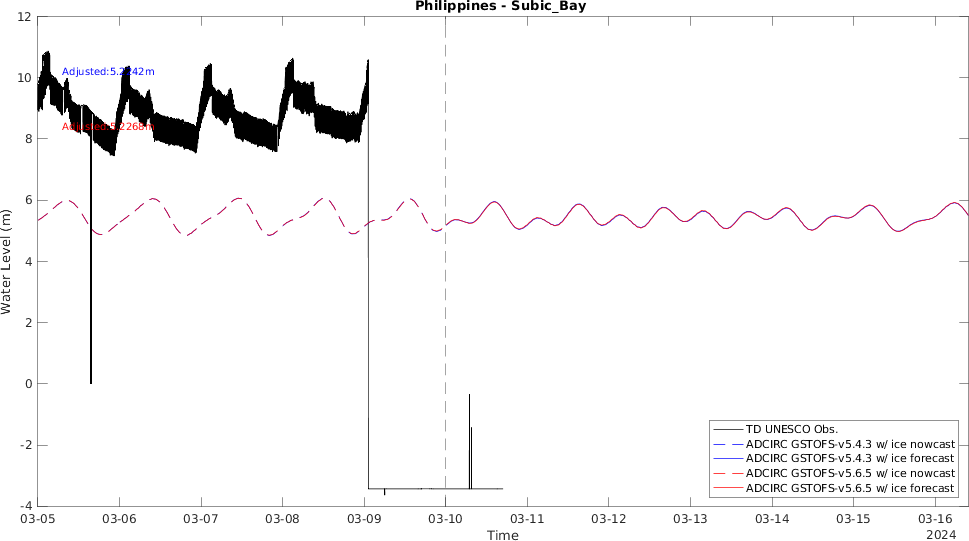 Philippines - Subic_Bay
Water Level (m)
12
10
8
6
4
2
0
-2
-4
Adjusted:5.2242m
Adjusted:5.2268m
TD UNESCO Obs.
ADCIRC GSTOFS-v5.4.3 w/ ice nowcast
ADCIRC GSTOFS-v5.4.3 w/ ice forecast
ADCIRC GSTOFS-v5.6.5 w/ ice nowcast
ADCIRC GSTOFS-v5.6.5 w/ ice forecast
03-05 03-06 03-07 03-08 03-09 03-10 03-11 03-12 03-13 03-14 03-15 03-16
2024
Time